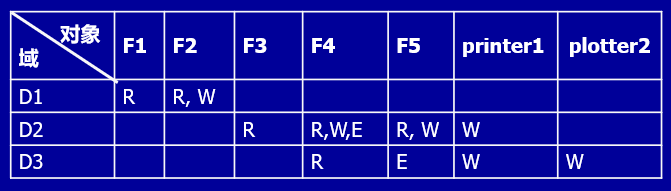 对象 域 F1 F2 F3 F4 F5 printer1 plotter2
D1 R R, W
D2 R R,W,E R, W W
D3 R E W W